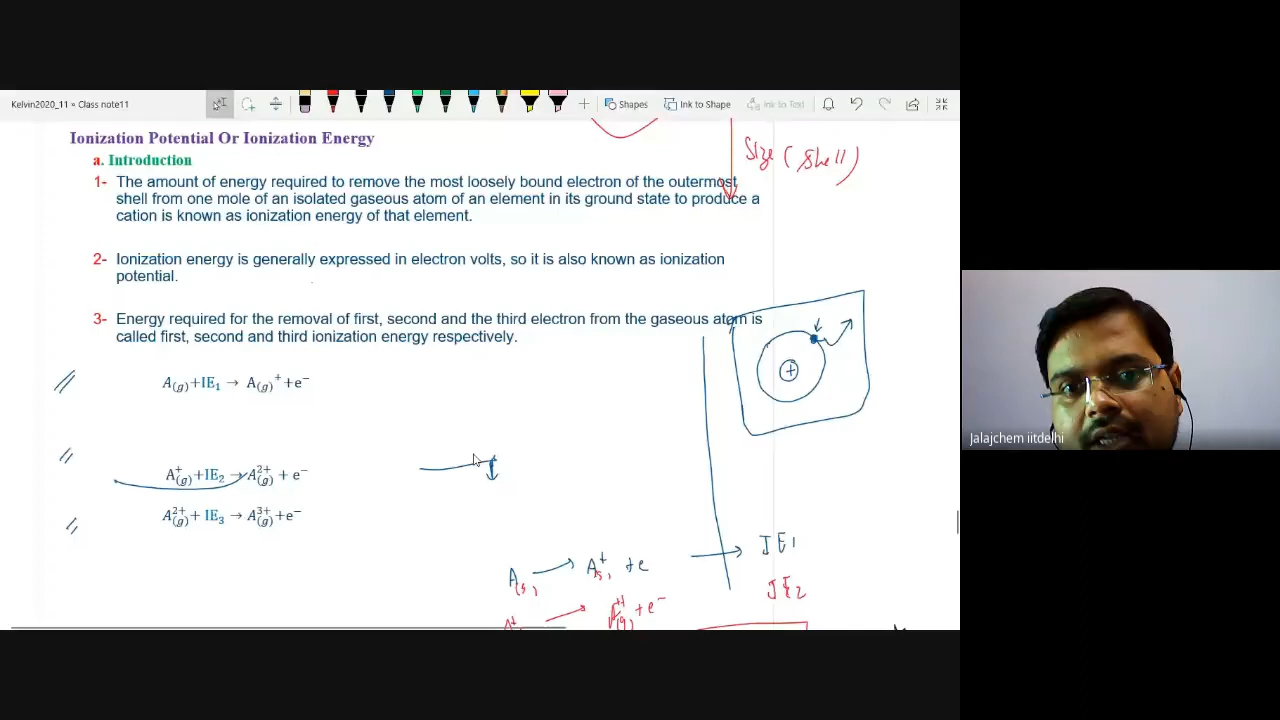 Kelvin2020_11 » Class note11
Shapes
Ink to Shape
Ink to Text
Ionization Potential Or Ionization Energy
Size (Shell)
a. Introduction
1- The amount of energy required to remove the most loosely bound electron of the outermost
shell from one mole of an isolated gaseous atom of an element in its ground state to produce a
cation is known as ionization energy of that element.
2- Ionization energy is generally expressed in electron volts, so it is also known as ionization
potential.
3- Energy required for the removal of first, second and the third electron from the gaseous atom is
called first, second and third ionization energy respectively.
+
A(g)+IE₁ → A(g)⁺+e⁻
Jalajchem iitdelhi
A⁺(g)+IE₂ → A²⁺(g) + e⁻
A²⁺(g)+ IE₃ → A³⁺(g)+e⁻
A(g) → A⁺(g) + e → IE1
IE2